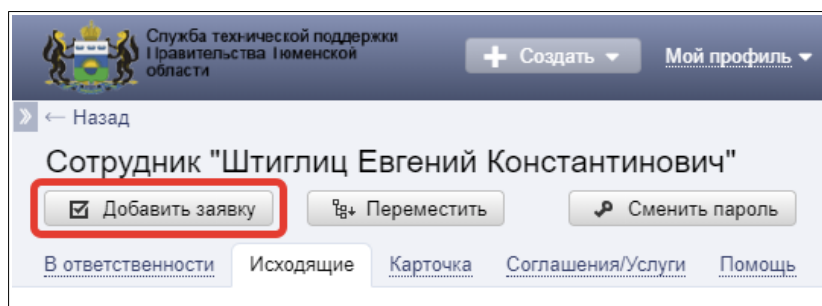 Служба технической поддержки
Правительства Тюменской
области
Создать
Мой профиль
← Назад
Сотрудник "Штиглиц Евгений Константинович"
Добавить заявку Переместить Сменить пароль
В ответственности Исходящие Карточка Соглашения/Услуги Помощь